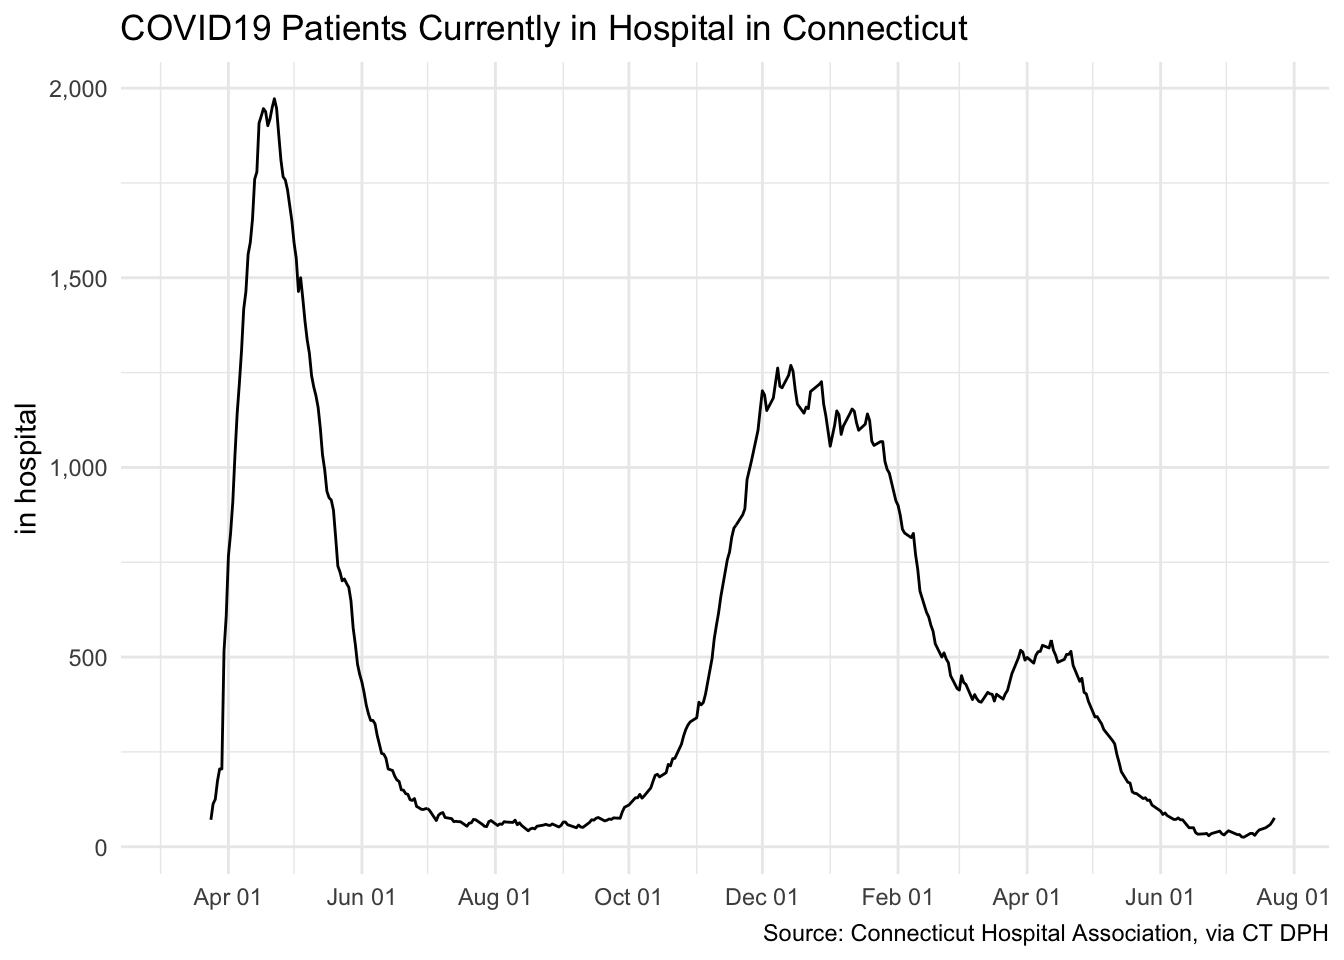 COVID19 Patients Currently in Hospital in Connecticut
2,000
1,500
1,000
500
0
in hospital
Apr 01 Jun 01 Aug 01 Oct 01 Dec 01 Feb 01 Apr 01 Jun 01 Aug 01
Source: Connecticut Hospital Association, via CT DPH